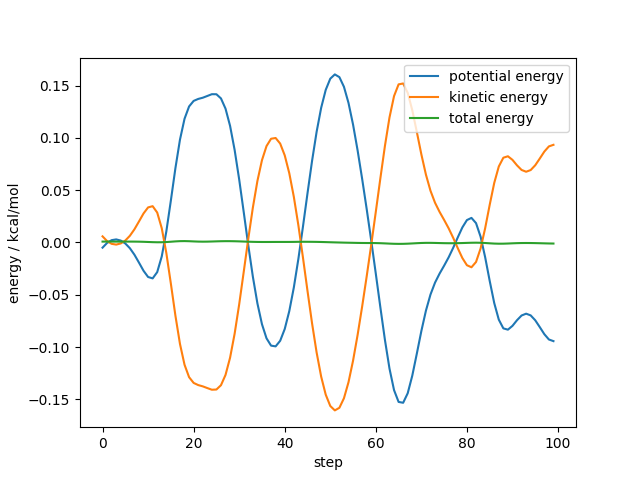 energy / kcal/mol
0.15
0.10
0.05
0.00
−0.05
−0.10
−0.15
potential energy
kinetic energy
total energy
0 20 40 60 80 100
step